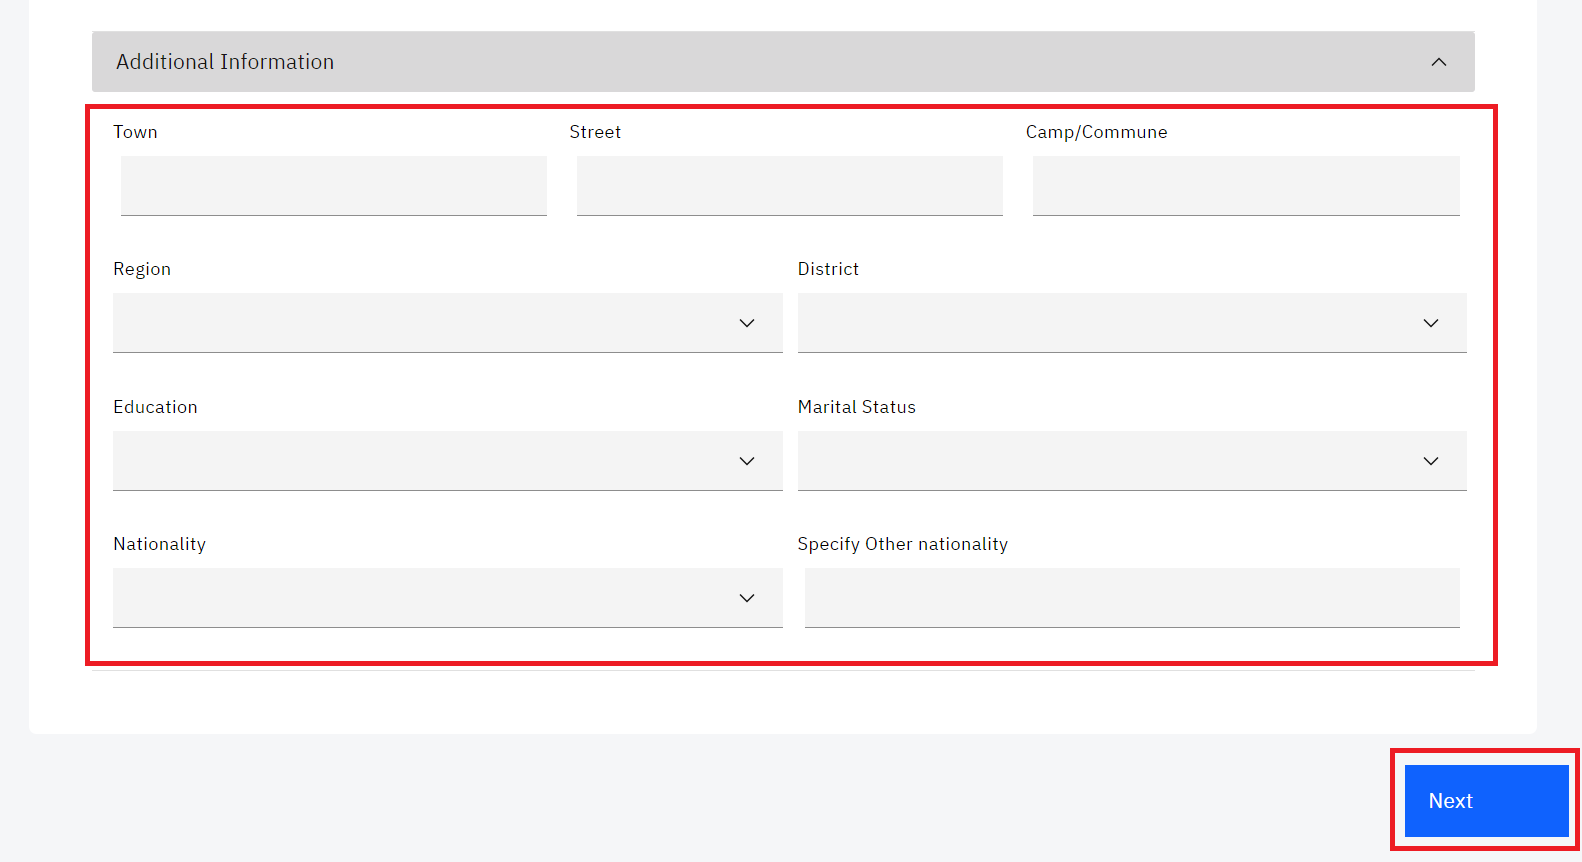 Additional Information
Town Street Camp/Commune
Region District
Education Marital Status
Nationality Specify Other nationality
Next